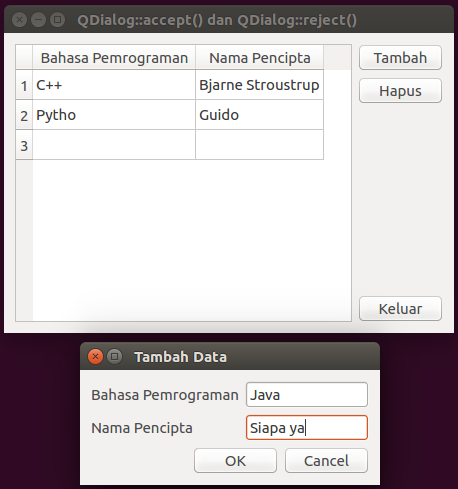 QDialog::accept() dan QDialog::reject()
Bahasa Pemrograman Nama Pencipta
1 C++ Bjarne Stroustrup
2 Pytho Guido
3
Tambah
Hapus
Keluar
Tambah Data
Bahasa Pemrograman Java
Nama Pencipta Siapa ya
OK Cancel